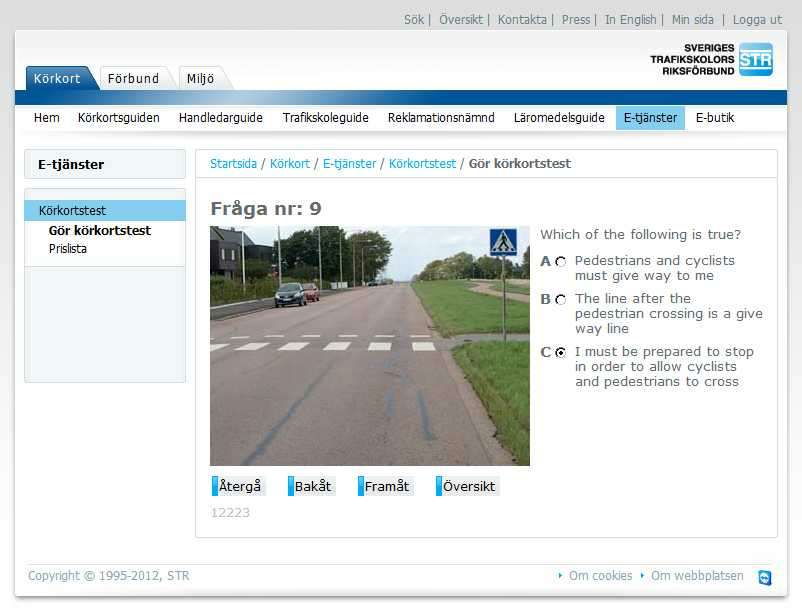 Sök | Översikt | Kontakta | Press | In English | Min sida | Logga ut
SVERIGES
TRAFIKSKOLORS
RIKSFÖRBUND
STR
Körkort Förbund Miljö
Hem Körkortsguiden Handledarguide Trafikskoleguide Reklamationsnämnd Läromedelsguide E-tjänster E-butik
E-tjänster
Körkortstest
Gör körkortstest
Prislista
Startsida / Körkort / E-tjänster / Körkortstest / Gör körkortstest
Fråga nr: 9
Which of the following is true?
A Pedestrians and cyclists
must give way to me
B The line after the
pedestrian crossing is a give
way line
C I must be prepared to stop
in order to allow cyclists
and pedestrians to cross
Återgå Bakåt Framåt Översikt
12223
Copyright © 1995-2012, STR
Om cookies Om webbplatsen